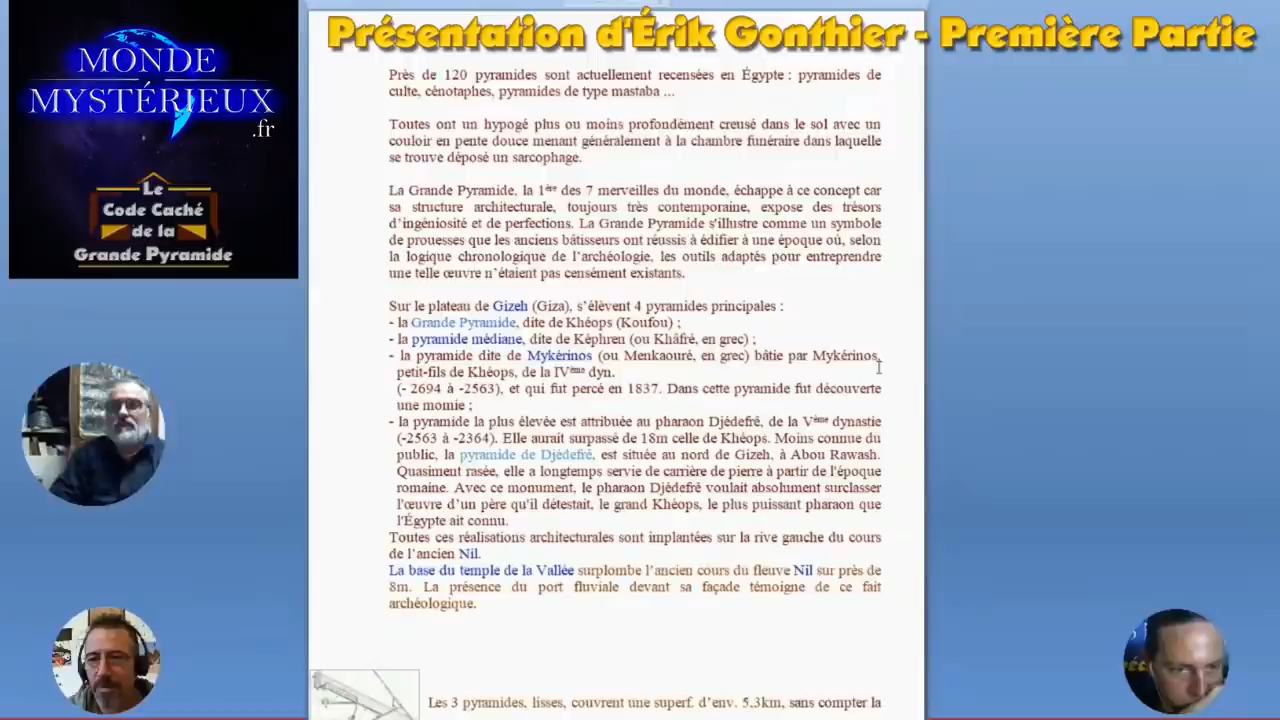 Présentation d'Érik Gonthier - Première Partie
MONDE
MYSTÉRIEUX
.fr
Le
Code Caché
de la
Grande Pyramide
Près de 120 pyramides sont actuellement recensées en Égypte : pyramides de
culte, cénotaphes, pyramides de type mastaba ...
Toutes ont un hypogé plus ou moins profondément creusé dans le sol avec un
couloir en pente douce menant généralement à la chambre funéraire dans laquelle
se trouve déposé un sarcophage.
La Grande Pyramide, la 1ère des 7 merveilles du monde, échappe à ce concept car
sa structure architecturale, toujours très contemporaine, expose des trésors
d'ingéniosité et de perfections. La Grande Pyramide s'illustre comme un symbole
de prouesses que les anciens bâtisseurs ont réussis à édifier à une époque où, selon
la logique chronologique de l'archéologie, les outils adaptés pour entreprendre
une telle œuvre n'étaient pas censément existants.
Sur le plateau de Gizeh (Giza), s'élèvent 4 pyramides principales :
- la Grande Pyramide, dite de Khéops (Koufou) ;
- la pyramide médiane, dite de Képhren (ou Khâfré, en grec) ;
- la pyramide dite de Mykérinos (ou Menkaouré, en grec) bâtie par Mykérinos,
petit-fils de Khéops, de la IVème dyn.
(- 2694 à -2563), et qui fut percé en 1837. Dans cette pyramide fut découverte
une momie ;
- la pyramide la plus élevée est attribuée au pharaon Djédefrê, de la Vème dynastie
(-2563 à -2364). Elle aurait surpassé de 18m celle de Khéops. Moins connue du
public, la pyramide de Djédefrê, est située au nord de Gizeh, à Abou Rawash.
Quasiment rasée, elle a longtemps servie de carrière de pierre à partir de l'époque
romaine. Avec ce monument, le pharaon Djédefrê voulait absolument surclasser
l'œuvre d'un père qu'il détestait, le grand Khéops, le plus puissant pharaon que
l'Égypte ait connu.
Toutes ces réalisations architecturales sont implantées sur la rive gauche du cours
de l'ancien Nil.
La base du temple de la Vallée surplombe l'ancien cours du fleuve Nil sur près de
8m. La présence du port fluviale devant sa façade témoigne de ce fait
archéologique.
Les 3 pyramides, lisses, couvrent une superf. d'env. 5,3km, sans compter la